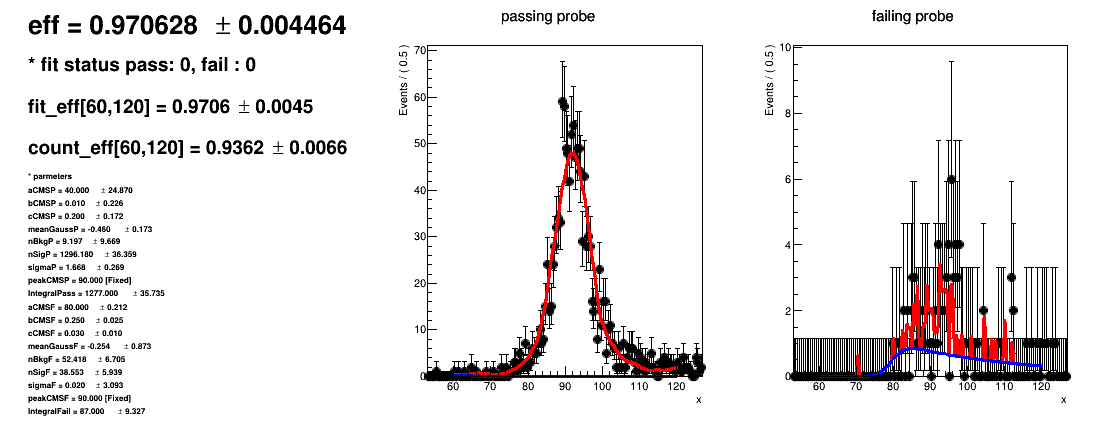 eff = 0.970628 ± 0.004464
* fit status pass: 0, fail : 0
fit_eff[60,120] = 0.9706 ± 0.0045
count_eff[60,120] = 0.9362 ± 0.0066
* parmeters
aCMSP = 40.000 ± 24.870
bCMSP = 0.010 ± 0.226
cCMSP = 0.200 ± 0.172
meanGaussP = -0.460 ± 0.173
nBkgP = 9.197 ± 9.669
nSigP = 1296.180 ± 36.359
sigmaP = 1.668 ± 0.269
peakCMSP = 90.000 [Fixed]
IntegralPass = 1277.000 ± 35.735
aCMSF = 80.000 ± 0.212
bCMSF = 0.250 ± 0.025
cCMSF = 0.030 ± 0.010
meanGaussF = -0.254 ± 0.873
nBkgF = 52.418 ± 6.705
nSigF = 38.553 ± 5.939
sigmaF = 0.020 ± 3.093
peakCMSF = 90.000 [Fixed]
IntegralFail = 87.000 ± 9.327
passing probe
Events / ( 0.5 )
70
60
50
40
30
20
10
0
60 70 80 90 100 110 120
x
failing probe
Events / ( 0.5 )
10
8
6
4
2
0
60 70 80 90 100 110 120
x